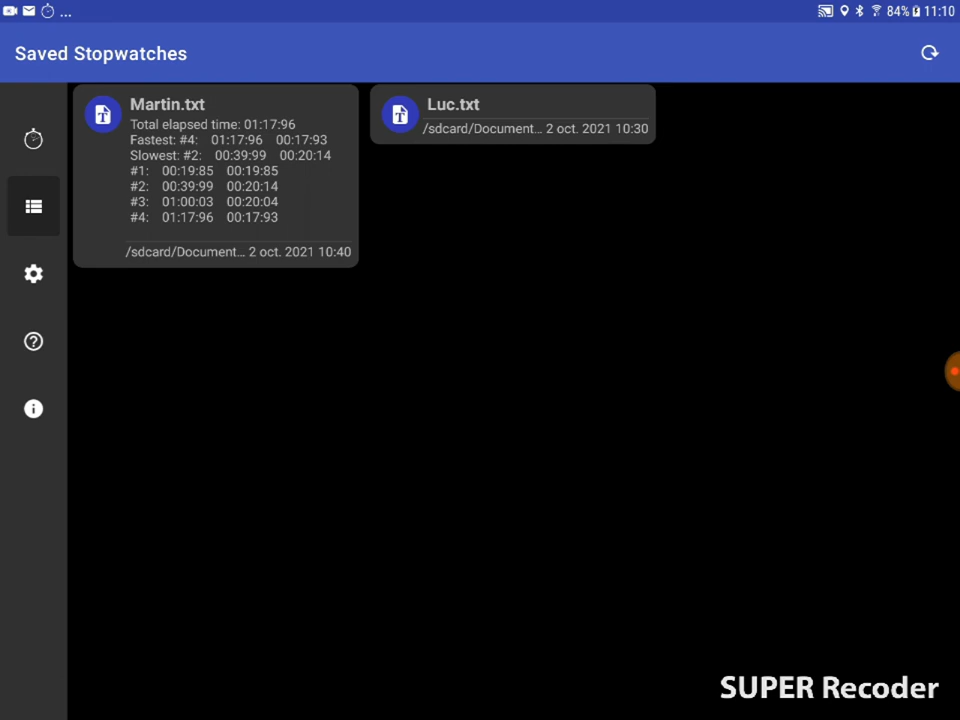 ... 84% 11:10
Saved Stopwatches
Martin.txt
Total elapsed time: 01:17:96
Fastest: #4: 01:17:96 00:17:93
Slowest: #2: 00:39:99 00:20:14
#1: 00:19:85 00:19:85
#2: 00:39:99 00:20:14
#3: 01:00:03 00:20:04
#4: 01:17:96 00:17:93
/sdcard/Document... 2 oct. 2021 10:40
Luc.txt
/sdcard/Document... 2 oct. 2021 10:30
SUPER Recoder